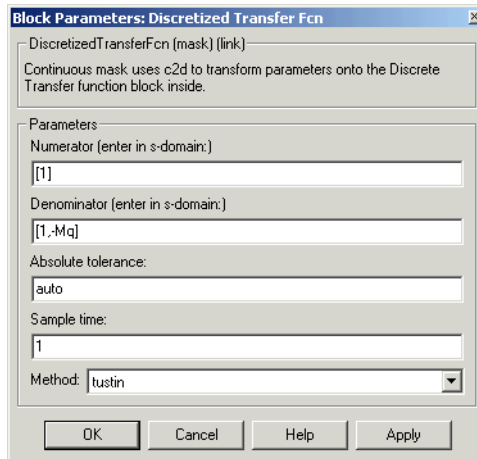 Block Parameters: Discretized Transfer Fcn
DiscretizedTransferFcn (mask) (link)
Continuous mask uses c2d to transform parameters onto the Discrete
Transfer function block inside.
Parameters
Numerator (enter in s-domain:)
[1]
Denominator (enter in s-domain:)
[1,-Mq]
Absolute tolerance:
auto
Sample time:
1
Method: tustin
OK Cancel Help Apply